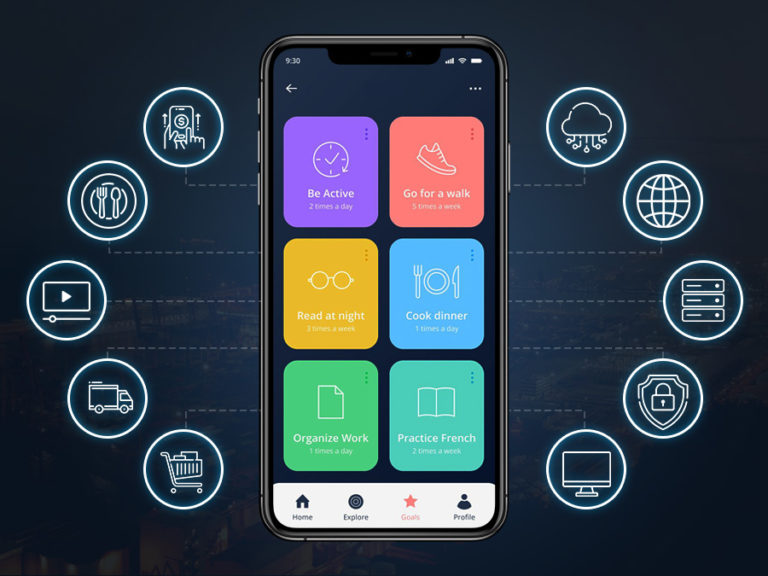 9:30
Be Active
2 times a day
Go for a walk
5 times a week
Read at night
3 times a week
Cook dinner
1 times a day
Organize Work
1 times a day
Practice French
2 times a week
Home
Explore
Goals
Profile